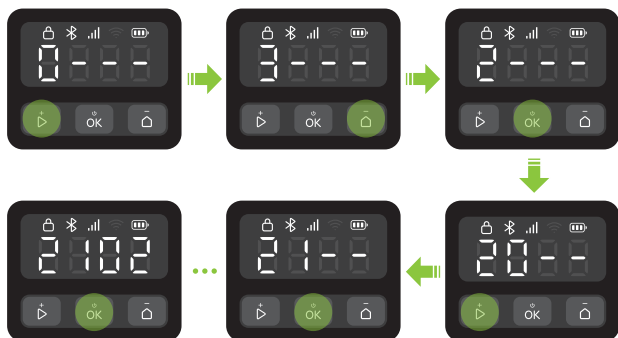 0---
+ OK −
3---
+ OK −
2---
+ OK −
20--
+ OK −
21--
+ OK −
2102
+ OK −